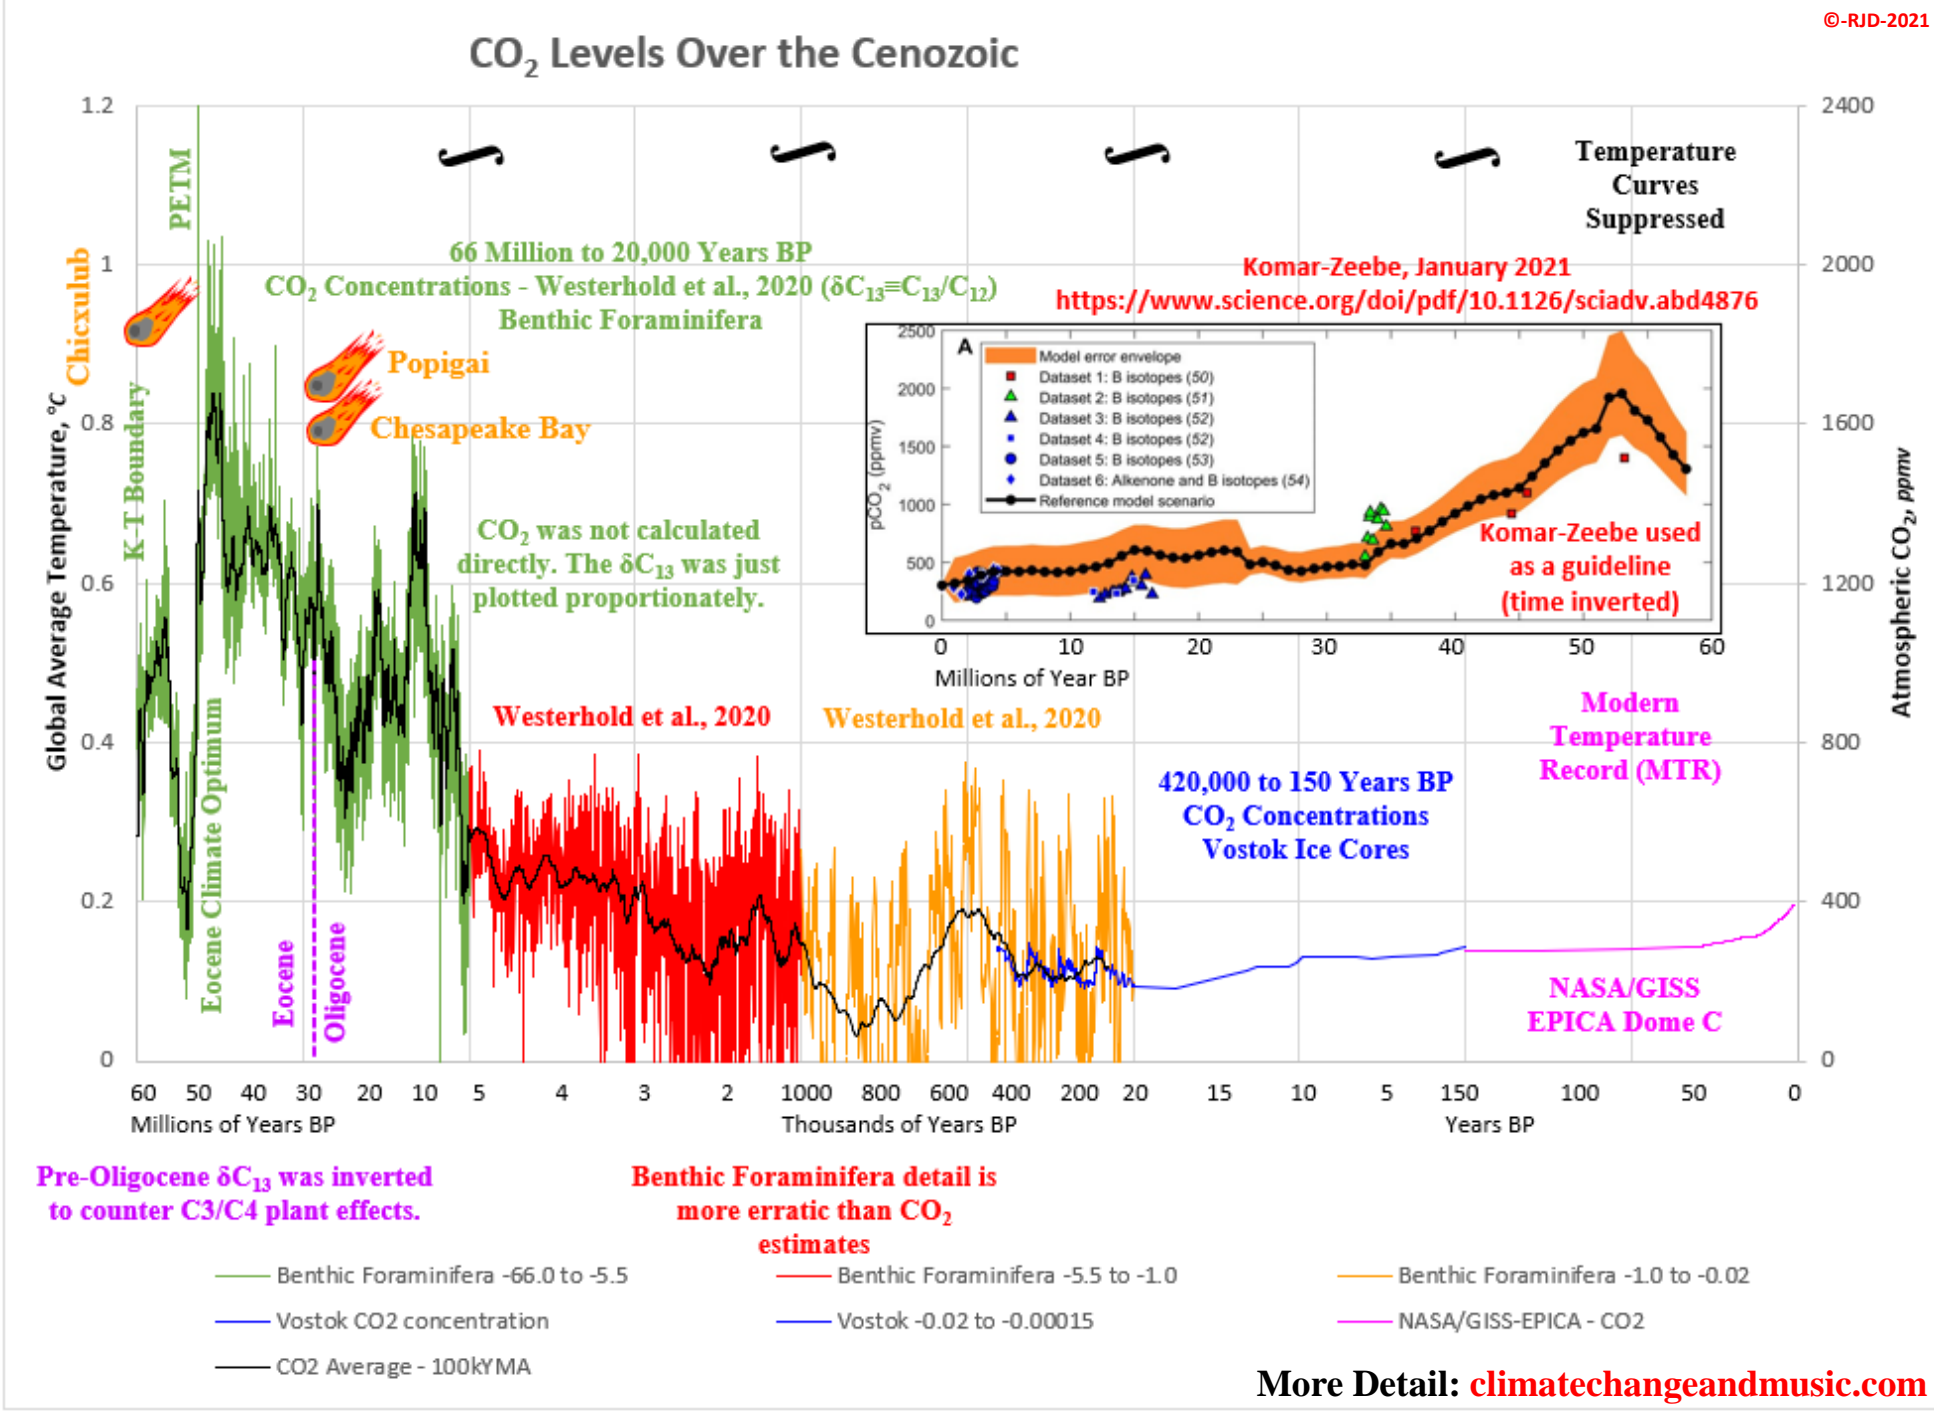 ©-RJD-2021
CO2 Levels Over the Cenozoic
1.2
1
0.8
0.6
0.4
0.2
0
Global Average Temperature, °C
2400
2000
1600
1200
800
400
0
Atmospheric CO2, ppmv
PETM
Chicxulub
K-T Boundary
Eocene Climate Optimum
Eocene
Oligocene
66 Million to 20,000 Years BP
CO2 Concentrations - Westerhold et al., 2020 (δC13≡C13/C12)
Benthic Foraminifera
Popigai
Chesapeake Bay
CO2 was not calculated
directly. The δC13 was just
plotted proportionately.
Temperature
Curves
Suppressed
Komar-Zeebe, January 2021
https://www.science.org/doi/pdf/10.1126/sciadv.abd4876
A
2500
2000
1500
1000
500
0
pCO2 (ppmv)
Model error envelope
Dataset 1: B isotopes (50)
Dataset 2: B isotopes (51)
Dataset 3: B isotopes (52)
Dataset 4: B isotopes (52)
Dataset 5: B isotopes (53)
Dataset 6: Alkenone and B isotopes (54)
Reference model scenario
Komar-Zeebe used
as a guideline
(time inverted)
0 10 20 30 40 50 60
Millions of Year BP
Westerhold et al., 2020
Westerhold et al., 2020
420,000 to 150 Years BP
CO2 Concentrations
Vostok Ice Cores
Modern
Temperature
Record (MTR)
NASA/GISS
EPICA Dome C
60 50 40 30 20 10 5 4 3 2 1000 800 600 400 200 20 15 10 5 150 100 50 0
Millions of Years BP
Thousands of Years BP
Years BP
Pre-Oligocene δC13 was inverted
to counter C3/C4 plant effects.
Benthic Foraminifera detail is
more erratic than CO2
estimates
Benthic Foraminifera -66.0 to -5.5
Benthic Foraminifera -5.5 to -1.0
Benthic Foraminifera -1.0 to -0.02
Vostok CO2 concentration
Vostok -0.02 to -0.00015
NASA/GISS-EPICA - CO2
CO2 Average - 100kYMA
More Detail: climatechangeandmusic.com